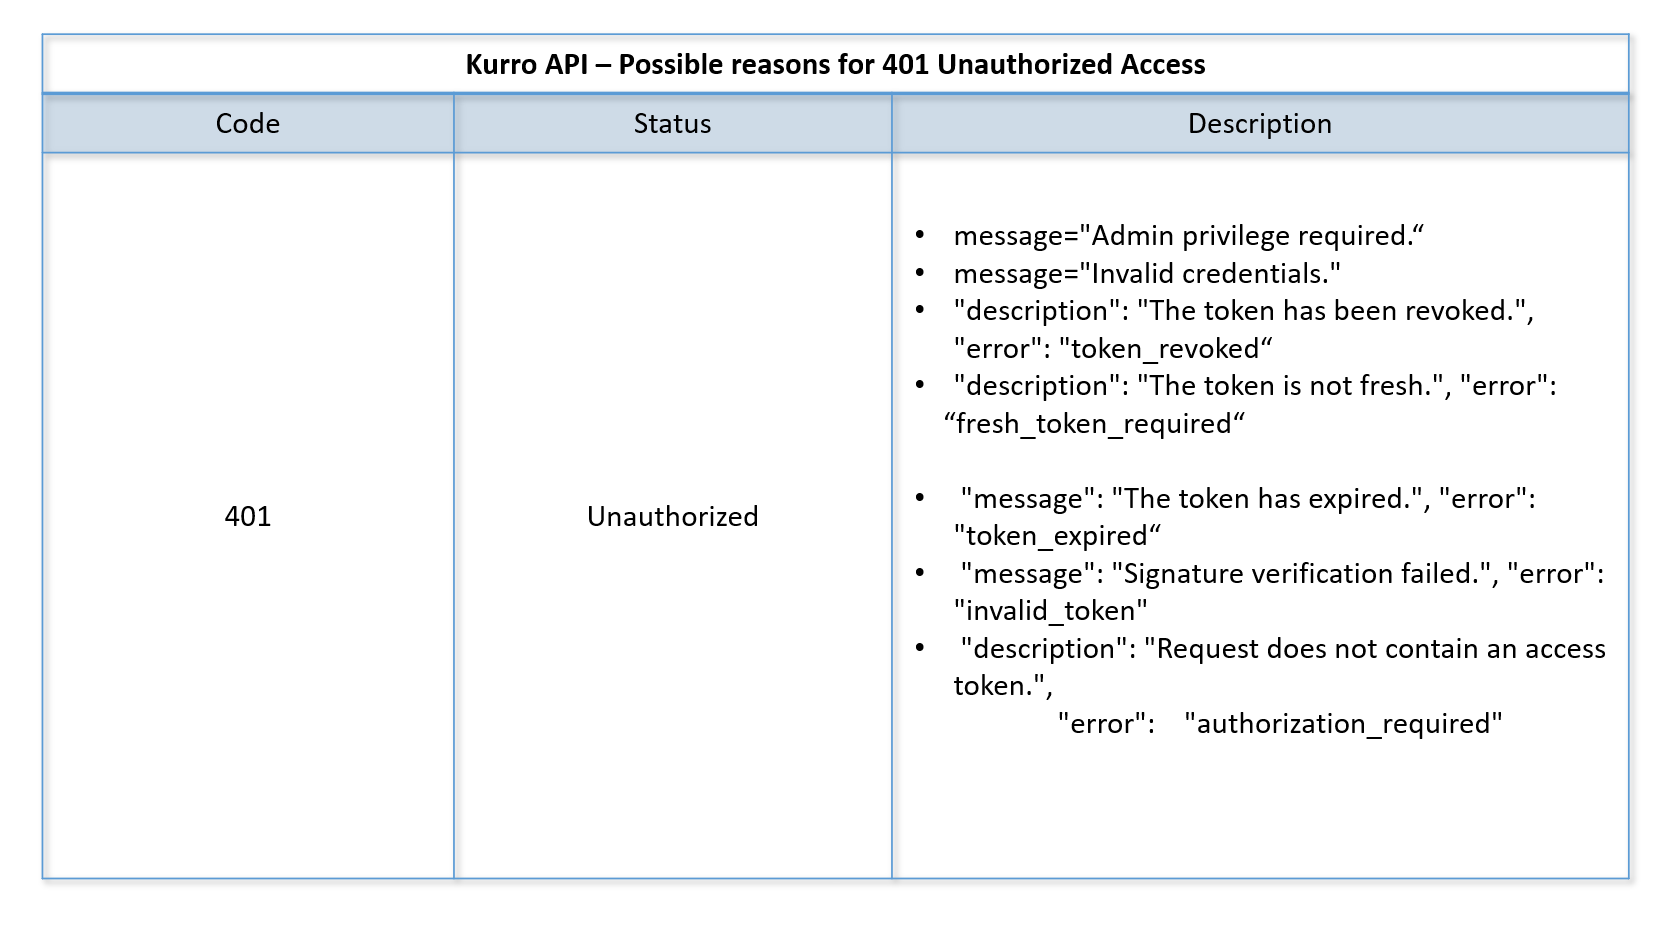 Kurro API – Possible reasons for 401 Unauthorized Access
Code
Status
Description
401
Unauthorized
• message="Admin privilege required.“
• message="Invalid credentials."
• "description": "The token has been revoked.",
"error": "token_revoked“
• "description": "The token is not fresh.", "error":
“fresh_token_required“
• "message": "The token has expired.", "error":
"token_expired“
• "message": "Signature verification failed.", "error":
"invalid_token"
• "description": "Request does not contain an access
token.",
"error": "authorization_required"